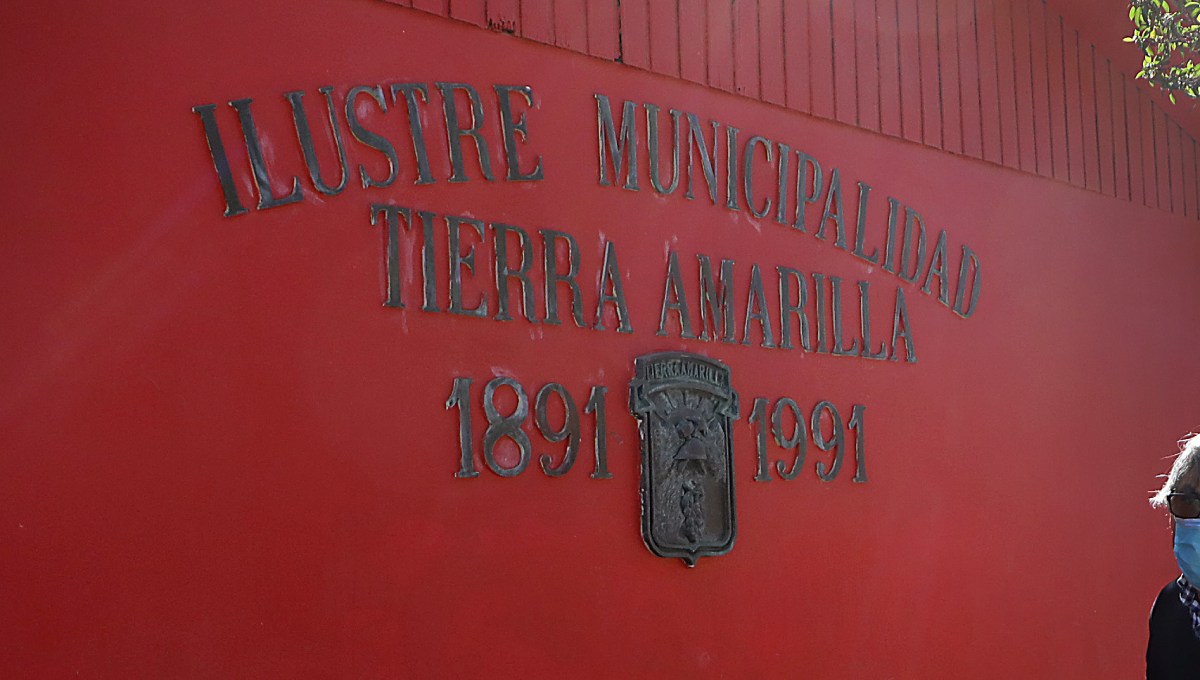 ILUSTRE MUNICIPALIDAD
TIERRA AMARILLA
1891 1991
TIERRA AMARILLA